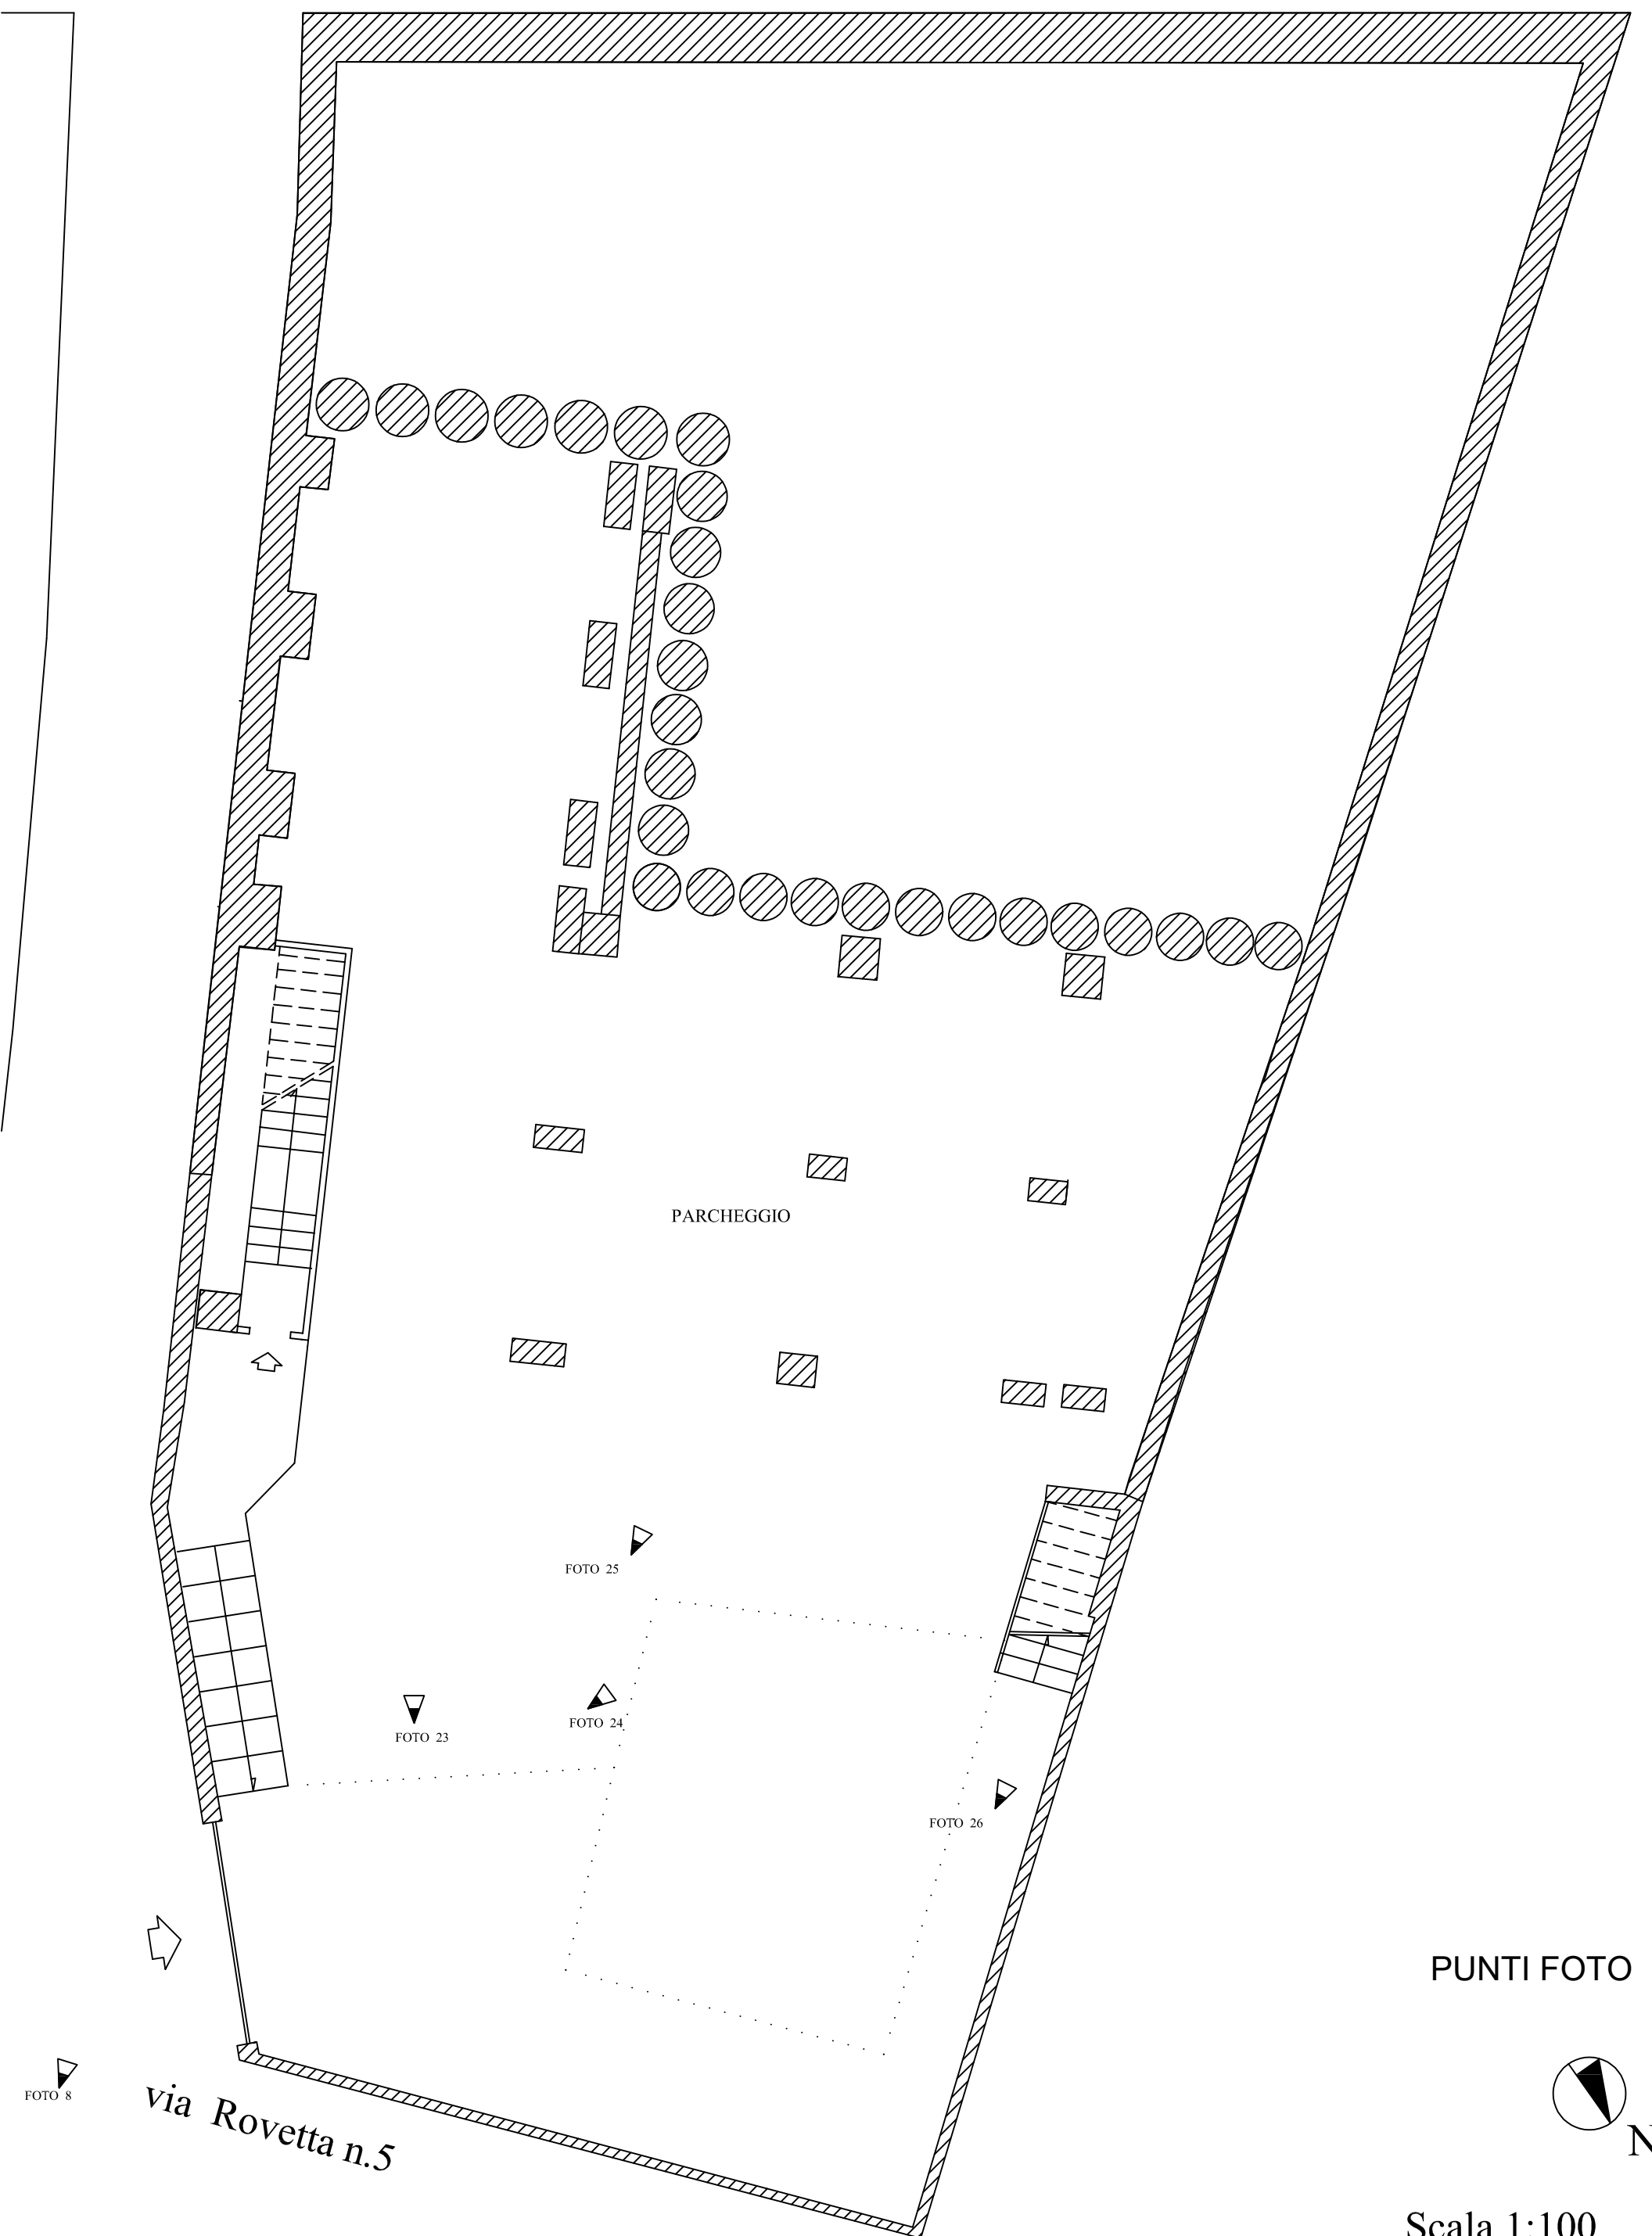 PARCHEGGIO
FOTO 25
FOTO 24
FOTO 23
FOTO 26
PUNTI FOTO
FOTO 8
via Rovetta n.5
N
Scala 1:100